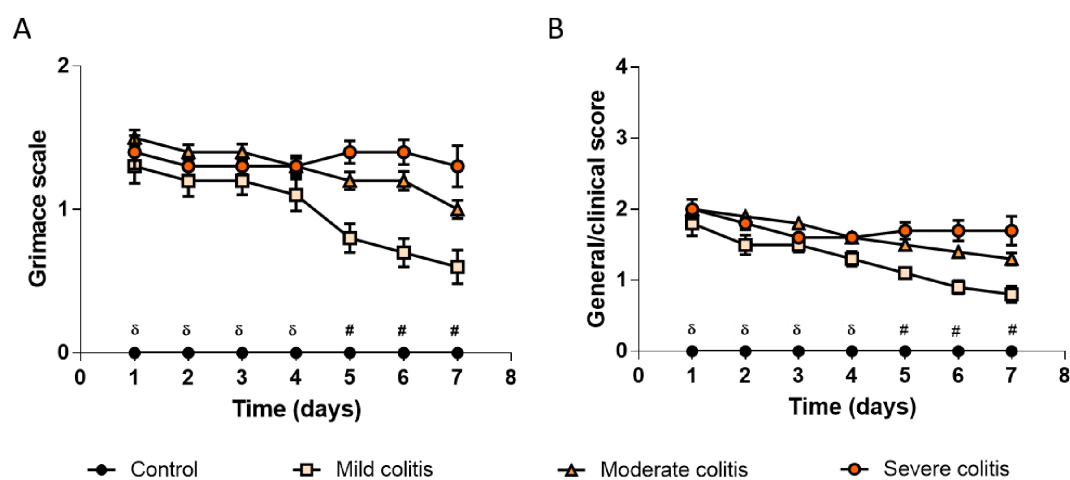 A
B
Grimace scale
2
1
0
δ δ δ δ # # #
0 1 2 3 4 5 6 7 8
Time (days)
General/clinical score
4
3
2
1
0
δ δ δ δ # # #
0 1 2 3 4 5 6 7 8
Time (days)
Control Mild colitis Moderate colitis Severe colitis